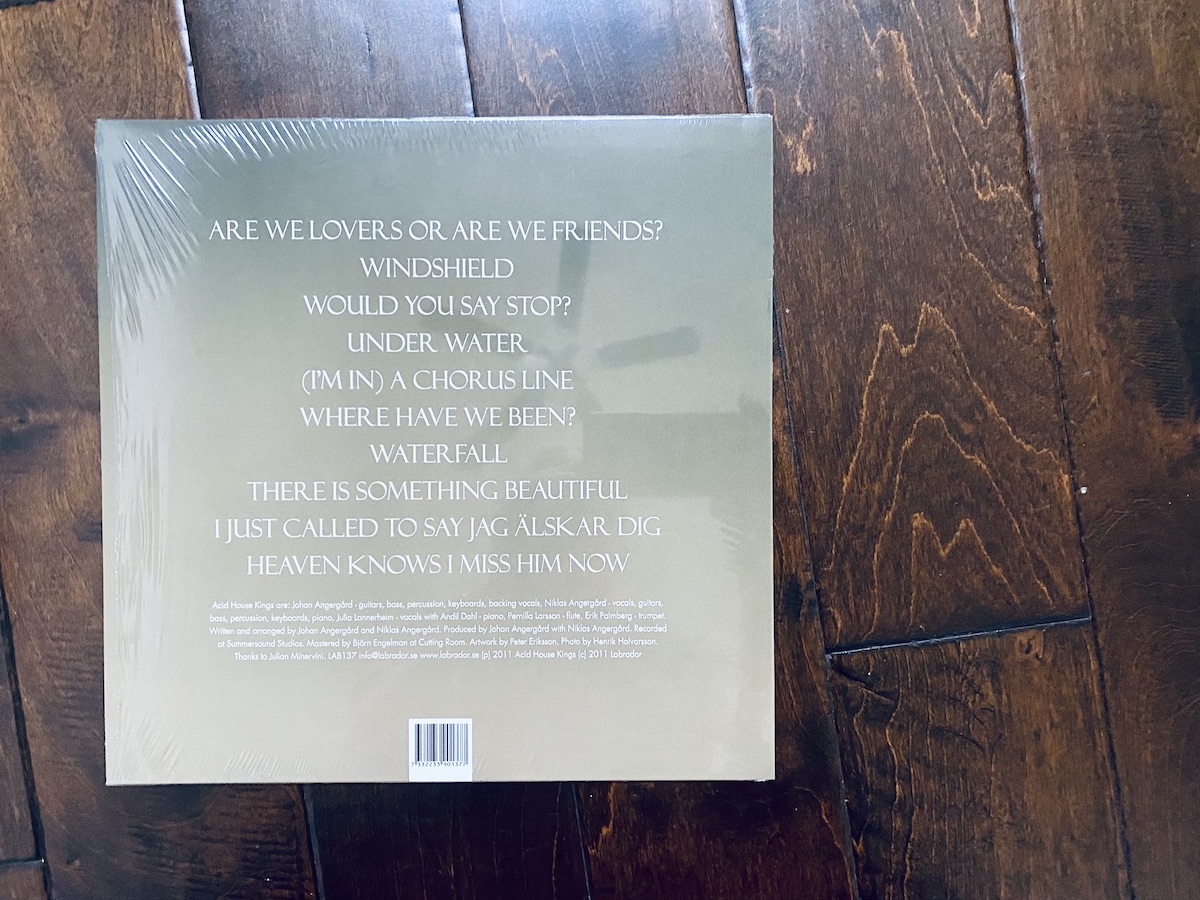 ARE WE LOVERS OR ARE WE FRIENDS?
WINDSHIELD
WOULD YOU SAY STOP?
UNDER WATER
(I'M IN) A CHORUS LINE
WHERE HAVE WE BEEN?
WATERFALL
THERE IS SOMETHING BEAUTIFUL
I JUST CALLED TO SAY JAG ÄLSKAR DIG
HEAVEN KNOWS I MISS HIM NOW
Acid House Kings are: Johan Angergård - guitars, bass, percussion, keyboards, backing vocals, Niklas Angergård - vocals, guitars,
bass, percussion, keyboards, piano, Julia Lannerheim - vocals with Andil Dahl - piano, Pernilla Larsson - flute, Erik Palmberg - trumpet.
Written and arranged by Johan Angergård and Niklas Angergård. Produced by Johan Angergård with Niklas Angergård. Recorded
at Summersound Studios. Mastered by Björn Engelman at Cutting Room. Artwork by Peter Eriksson. Photo by Henrik Halvarsson.
Thanks to Julian Minervini. LAB137 info@labrador.se www.labrador.se (p) 2011 Acid House Kings (c) 2011 Labrador
7 332233 901372